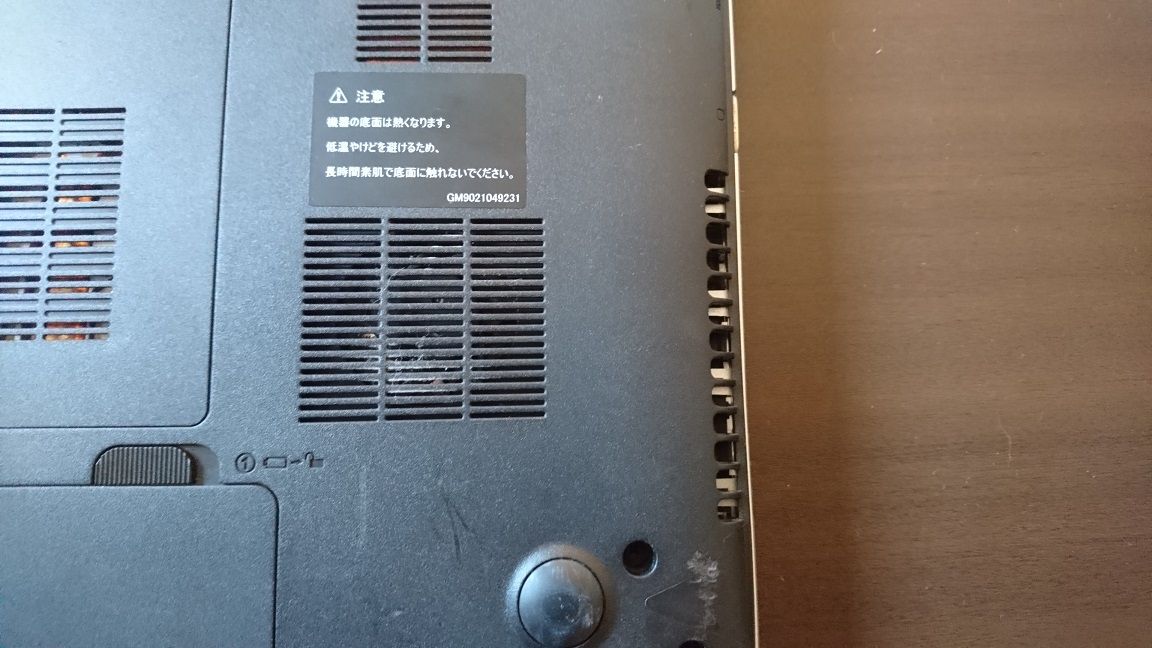 注意
機器の底面は熱くなります。
低温やけどを避けるため、
長時間素肌で底面に触れないでください。
GM9021049231
1